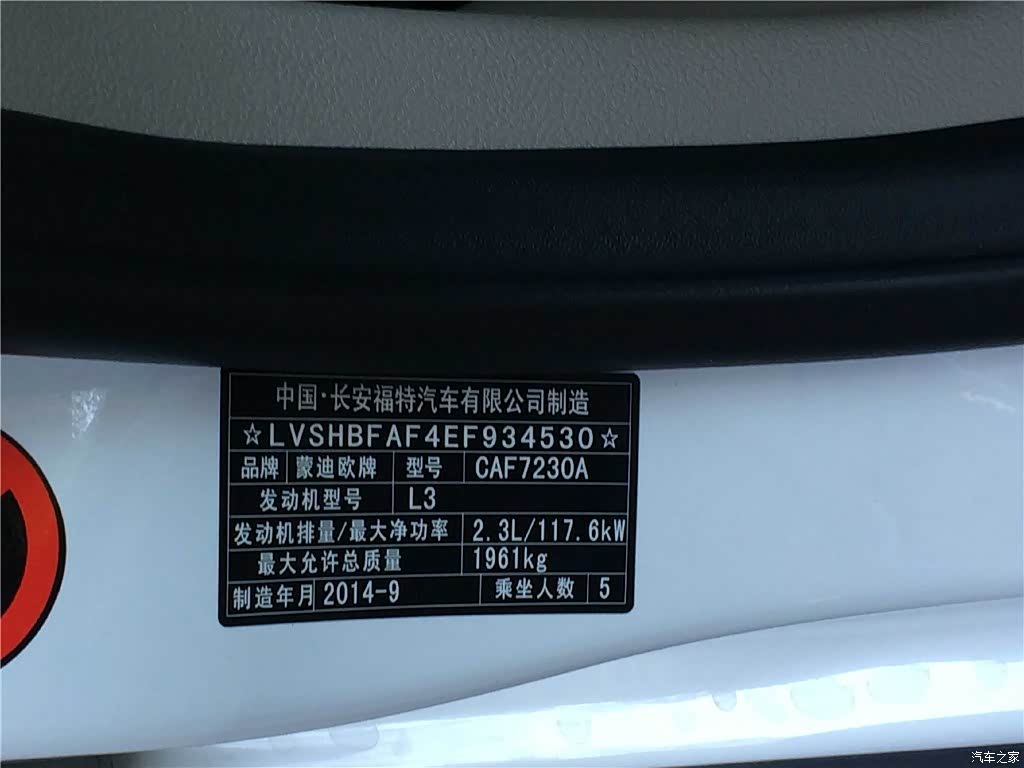 中国·长安福特汽车有限公司制造
☆LVSHBFAF4EF934530☆
品牌 蒙迪欧牌 型号 CAF7230A
发动机型号 L3
发动机排量/最大净功率 2.3L/117.6kW
最大允许总质量 1961kg
制造年月 2014-9 乘坐人数 5
汽车之家